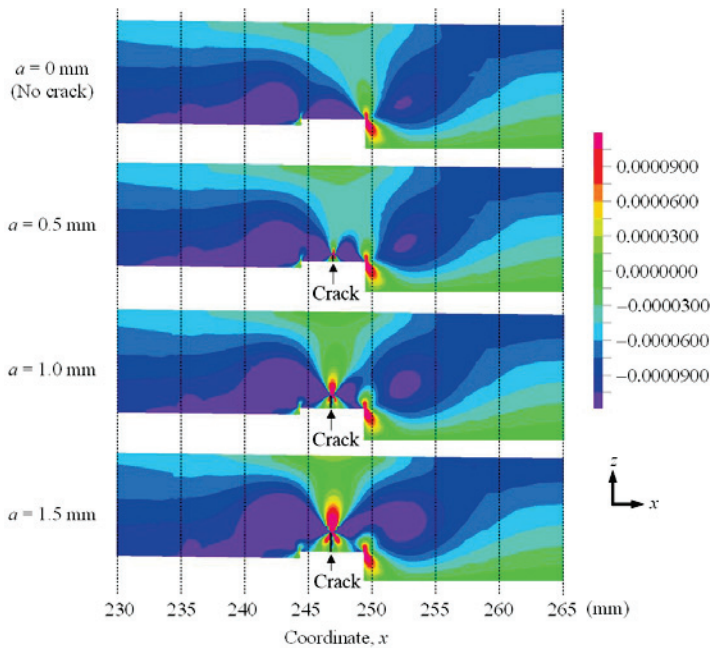 a = 0 mm
(No crack)
a = 0.5 mm
Crack
a = 1.0 mm
Crack
a = 1.5 mm
Crack
0.0000900
0.0000600
0.0000300
0.0000000
−0.0000300
−0.0000600
−0.0000900
z
x
230 235 240 245 250 255 260 265 (mm)
Coordinate, x